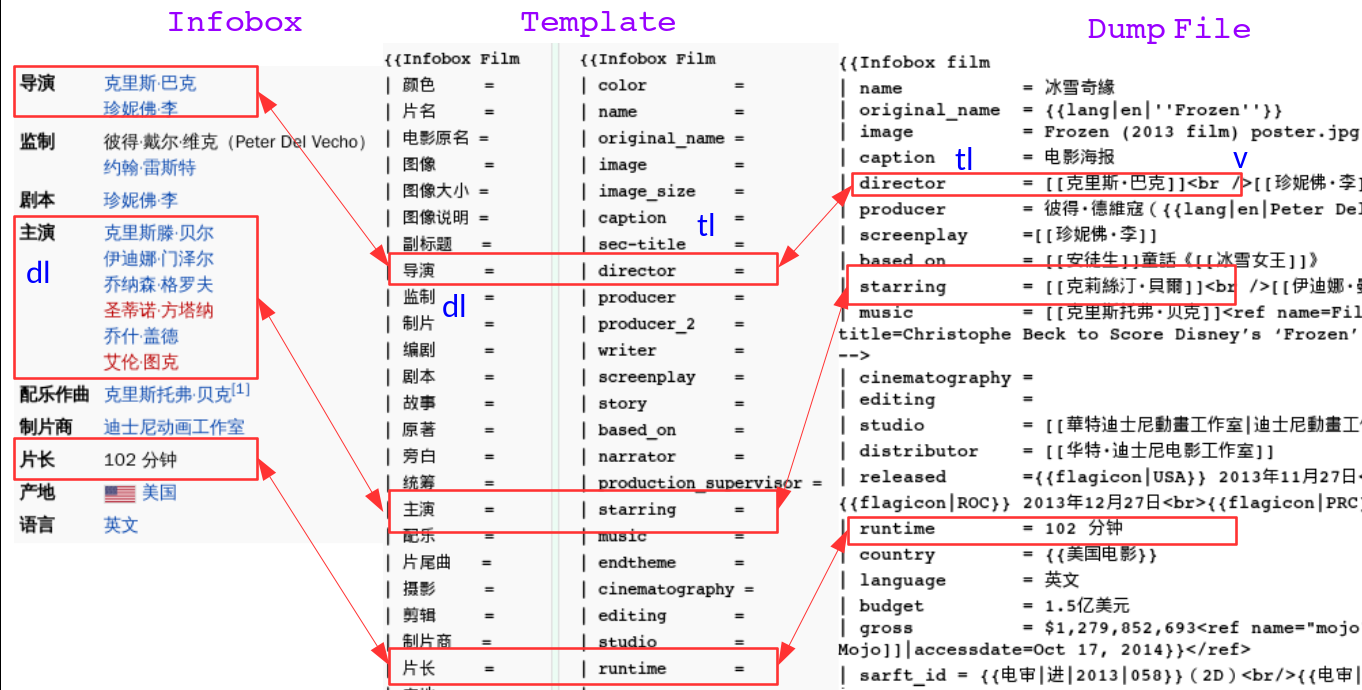 Infobox
导演 克里斯·巴克
珍妮佛·李
监制 彼得·戴尔·维克（Peter Del Vecho）
约翰·雷斯特
剧本 珍妮佛·李
主演 克里斯滕·贝尔
dl
伊迪娜·门泽尔
乔纳森·格罗夫
圣蒂诺·方塔纳
乔什·盖德
艾伦·图克
配乐作曲 克里斯托弗·贝克[1]
制片商 迪士尼动画工作室
片长 102 分钟
产地 美国
语言 英文
Template
{{Infobox Film
| 颜色 =
| 片名 =
| 电影原名 =
| 图像 =
| 图像大小 =
| 图像说明 =
| 副标题 =
| 导演 =
| 监制 =
dl
| 制片 =
| 编剧 =
| 剧本 =
| 故事 =
| 原著 =
| 旁白 =
| 统筹 =
| 主演 =
| 配乐 =
| 片尾曲 =
| 摄影 =
| 剪辑 =
| 制片商 =
| 片长 =
{{Infobox Film
| color =
| name =
| original_name =
| image =
| image_size =
| caption =
tl
| sec-title =
| director =
| producer =
| producer_2 =
| writer =
| screenplay =
| story =
| based_on =
| narrator =
| production_supervisor =
| starring =
| music =
| endtheme =
| cinematography =
| editing =
| studio =
| runtime =
Dump File
{{Infobox film
| name = 冰雪奇緣
| original_name = {{lang|en|''Frozen''}}
| image = Frozen (2013 film) poster.jpg
| caption = 电影海报
tl
v
| director = [[克里斯·巴克]]<br />[[珍妮佛·李]
| producer = 彼得·德維寇（{{lang|en|Peter Del
| screenplay =[[珍妮佛·李]]
| based_on = [[安徒生]]童話《[[冰雪女王]]》
| starring = [[克莉絲汀·貝爾]]<br />[[伊迪娜·
| music = [[克里斯托弗·贝克]]<ref name=Fil
title=Christophe Beck to Score Disney’s ‘Frozen’
-->
| cinematography =
| editing =
| studio = [[華特迪士尼動畫工作室|迪士尼動畫工
| distributor = [[华特·迪士尼电影工作室]]
| released ={{flagicon|USA}} 2013年11月27日<
{{flagicon|ROC}} 2013年12月27日<br>{{flagicon|PRC
| runtime = 102 分钟
| country = {{美国电影}}
| language = 英文
| budget = 1.5亿美元
| gross = $1,279,852,693<ref name="mojo
Mojo]]|accessdate=Oct 17, 2014}}</ref>
| sarft_id = {{电审|进|2013|058}}（2D）<br/>{{电审|